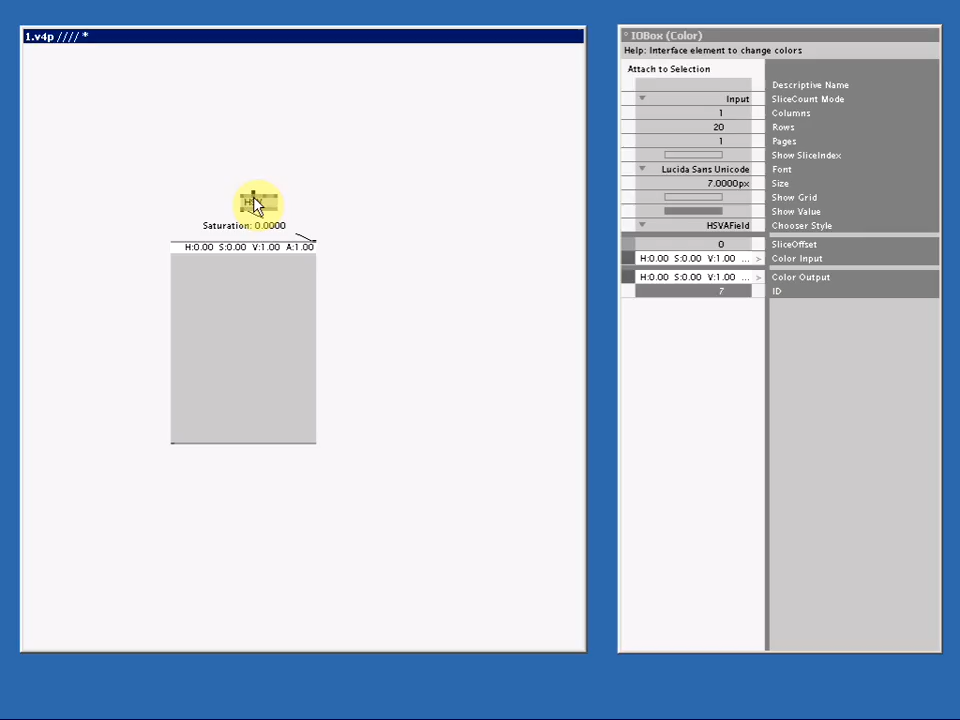 1.v4p //// *
HSV
Saturation: 0.0000
H:0.00 S:0.00 V:1.00 A:1.00
IOBox (Color)
Help: Interface element to change colors
Attach to Selection
Descriptive Name
Input SliceCount Mode
1 Columns
20 Rows
1 Pages
Show SliceIndex
Lucida Sans Unicode Font
7.0000px Size
Show Grid
Show Value
HSVAField Chooser Style
0 SliceOffset
H:0.00 S:0.00 V:1.00 ... > Color Input
H:0.00 S:0.00 V:1.00 ... > Color Output
7 ID